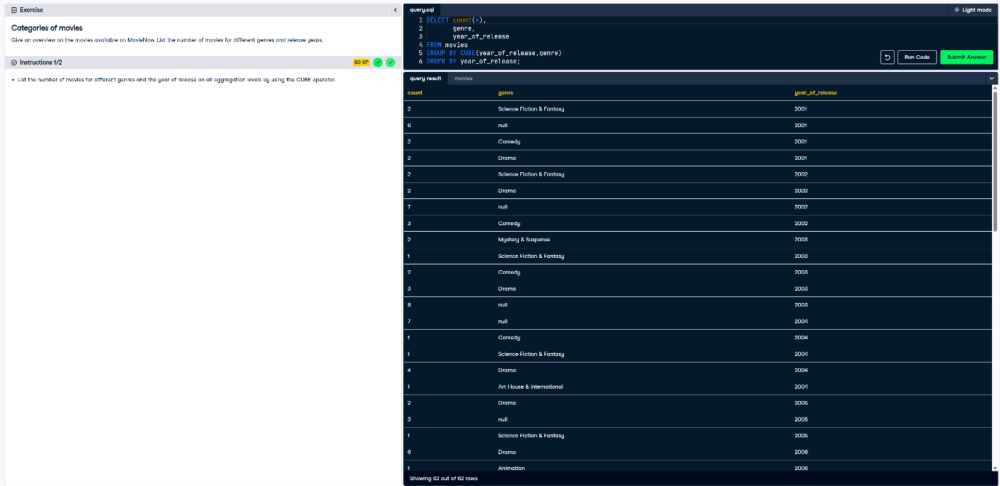 Exercise
Categories of movies
Give an overview on the movies available on MovieNow. List the number of movies for different genres and release years.
Instructions 1/2
50 XP
• List the number of movies for different genres and the year of release on all aggregation levels by using the CUBE operator.
query.sql
Light mode
1 SELECT count(*),
2 genre,
3 year_of_release
4 FROM movies
5 GROUP BY CUBE(year_of_release,genre)
6 ORDER BY year_of_release;
Run Code
Submit Answer
query result movies
count genre year_of_release
2 Science Fiction & Fantasy 2001
6 null 2001
2 Comedy 2001
2 Drama 2001
2 Science Fiction & Fantasy 2002
2 Drama 2002
7 null 2002
3 Comedy 2002
2 Mystery & Suspense 2003
1 Science Fiction & Fantasy 2003
2 Comedy 2003
3 Drama 2003
8 null 2003
7 null 2004
1 Comedy 2004
1 Science Fiction & Fantasy 2004
4 Drama 2004
1 Art House & International 2004
2 Drama 2005
3 null 2005
1 Science Fiction & Fantasy 2005
6 Drama 2006
1 Animation 2006
Showing 62 out of 62 rows